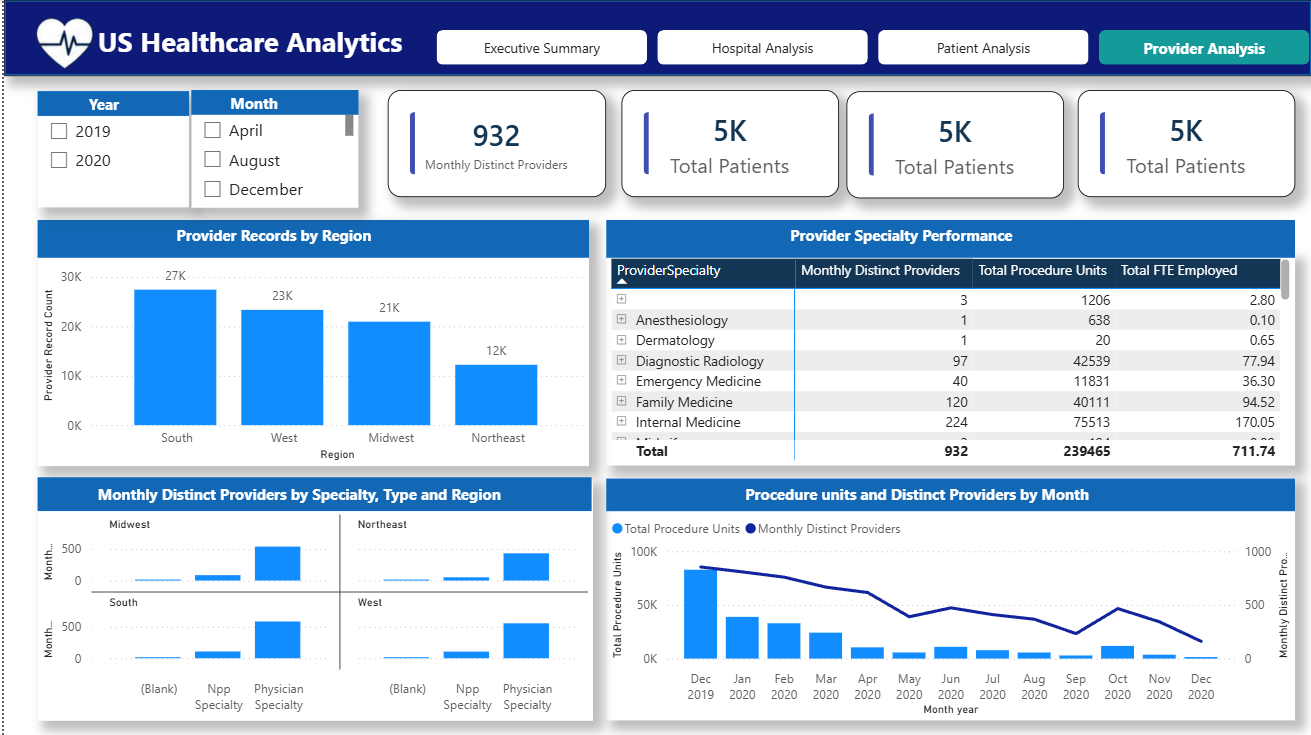 US Healthcare Analytics
Executive Summary
Hospital Analysis
Patient Analysis
Provider Analysis
Year
2019
2020
Month
April
August
December
932
Monthly Distinct Providers
5K
Total Patients
5K
Total Patients
5K
Total Patients
Provider Records by Region
Provider Record Count
30K
20K
10K
0K
27K
23K
21K
12K
South West Midwest Northeast
Region
Provider Specialty Performance
ProviderSpecialty Monthly Distinct Providers Total Procedure Units Total FTE Employed
3 1206 2.80
Anesthesiology 1 638 0.10
Dermatology 1 20 0.65
Diagnostic Radiology 97 42539 77.94
Emergency Medicine 40 11831 36.30
Family Medicine 120 40111 94.52
Internal Medicine 224 75513 170.05
Total 932 239465 711.74
Monthly Distinct Providers by Specialty, Type and Region
Midwest Northeast
Month...
500
0
South West
Month...
500
0
(Blank) Npp Specialty Physician Specialty (Blank) Npp Specialty Physician Specialty
Procedure units and Distinct Providers by Month
Total Procedure Units Monthly Distinct Providers
Total Procedure Units
100K
50K
0K
1000
500
0
Monthly Distinct Pro...
Dec 2019 Jan 2020 Feb 2020 Mar 2020 Apr 2020 May 2020 Jun 2020 Jul 2020 Aug 2020 Sep 2020 Oct 2020 Nov 2020 Dec 2020
Month year